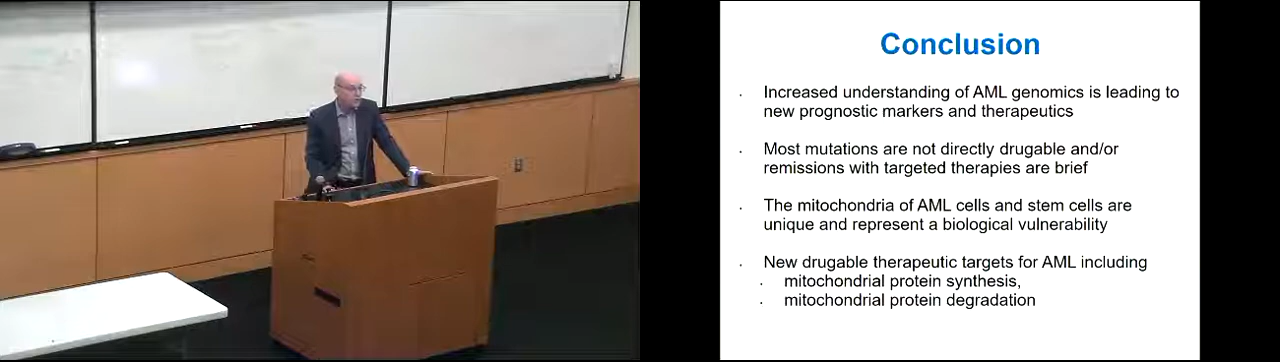 Conclusion
Increased understanding of AML genomics is leading to
new prognostic markers and therapeutics
Most mutations are not directly drugable and/or
remissions with targeted therapies are brief
The mitochondria of AML cells and stem cells are
unique and represent a biological vulnerability
New drugable therapeutic targets for AML including
mitochondrial protein synthesis,
mitochondrial protein degradation